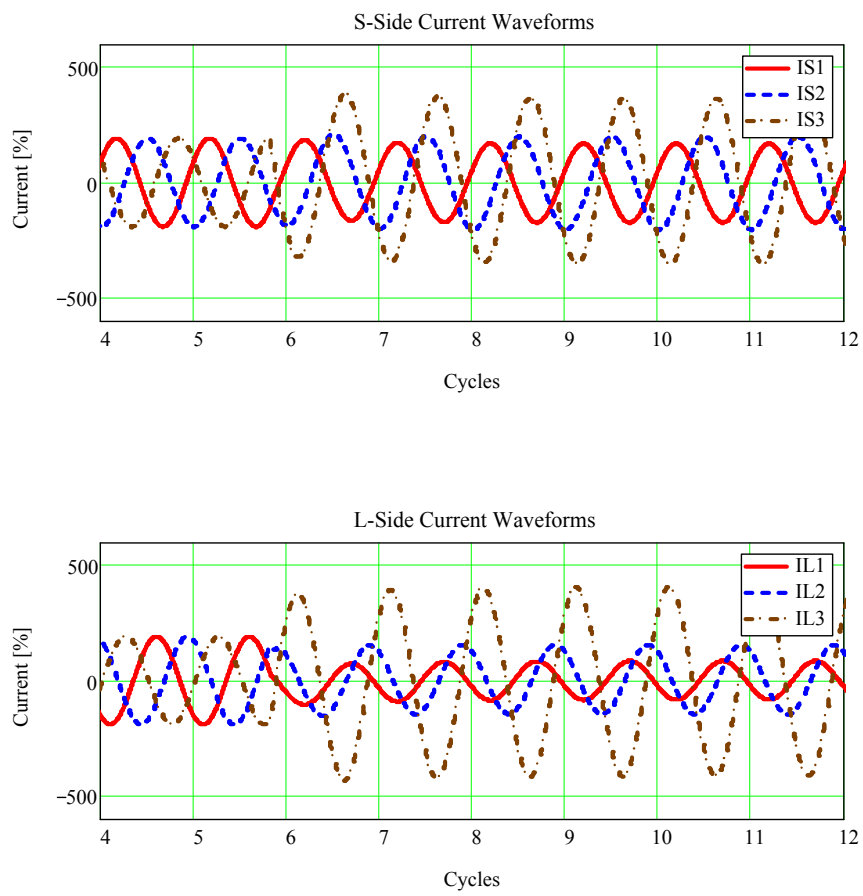 S-Side Current Waveforms
500
0
−500
Current [%]
IS1
IS2
IS3
4 5 6 7 8 9 10 11 12
Cycles
L-Side Current Waveforms
500
0
−500
Current [%]
IL1
IL2
IL3
4 5 6 7 8 9 10 11 12
Cycles